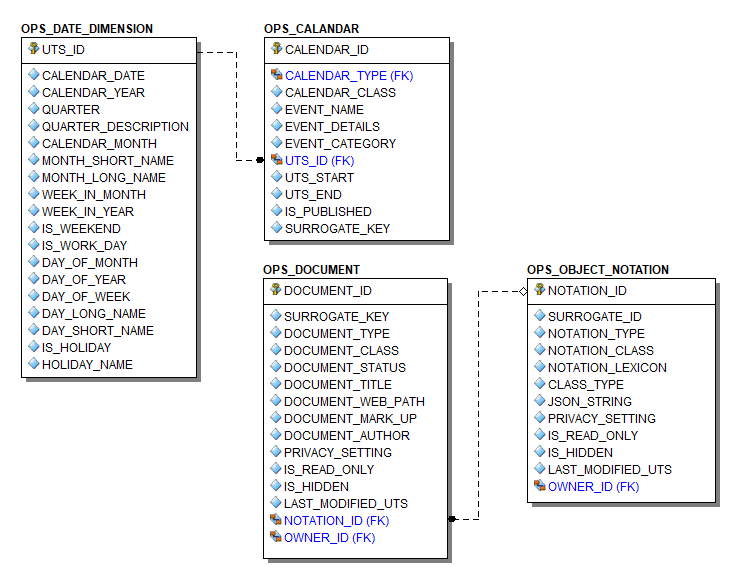 OPS_DATE_DIMENSION
UTS_ID
CALENDAR_DATE
CALENDAR_YEAR
QUARTER
QUARTER_DESCRIPTION
CALENDAR_MONTH
MONTH_SHORT_NAME
MONTH_LONG_NAME
WEEK_IN_MONTH
WEEK_IN_YEAR
IS_WEEKEND
IS_WORK_DAY
DAY_OF_MONTH
DAY_OF_YEAR
DAY_OF_WEEK
DAY_LONG_NAME
DAY_SHORT_NAME
IS_HOLIDAY
HOLIDAY_NAME
OPS_CALANDAR
CALENDAR_ID
CALENDAR_TYPE (FK)
CALENDAR_CLASS
EVENT_NAME
EVENT_DETAILS
EVENT_CATEGORY
UTS_ID (FK)
UTS_START
UTS_END
IS_PUBLISHED
SURROGATE_KEY
OPS_DOCUMENT
DOCUMENT_ID
SURROGATE_KEY
DOCUMENT_TYPE
DOCUMENT_CLASS
DOCUMENT_STATUS
DOCUMENT_TITLE
DOCUMENT_WEB_PATH
DOCUMENT_MARK_UP
DOCUMENT_AUTHOR
PRIVACY_SETTING
IS_READ_ONLY
IS_HIDDEN
LAST_MODIFIED_UTS
NOTATION_ID (FK)
OWNER_ID (FK)
OPS_OBJECT_NOTATION
NOTATION_ID
SURROGATE_ID
NOTATION_TYPE
NOTATION_CLASS
NOTATION_LEXICON
CLASS_TYPE
JSON_STRING
PRIVACY_SETTING
IS_READ_ONLY
IS_HIDDEN
LAST_MODIFIED_UTS
OWNER_ID (FK)